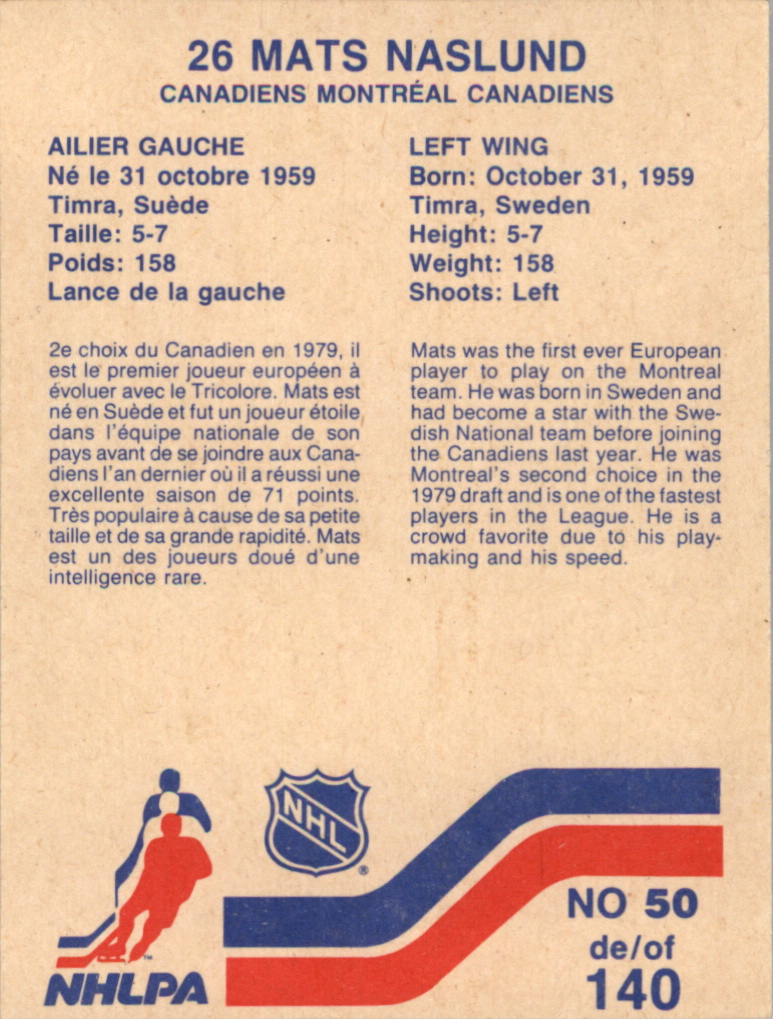 26 MATS NASLUND
CANADIENS MONTRÉAL CANADIENS
AILIER GAUCHE
Né le 31 octobre 1959
Timra, Suède
Taille: 5-7
Poids: 158
Lance de la gauche
2e choix du Canadien en 1979, il
est le premier joueur européen à
évoluer avec le Tricolore. Mats est
né en Suède et fut un joueur étoile
dans l'équipe nationale de son
pays avant de se joindre aux Cana-
diens l'an dernier où il a réussi une
excellente saison de 71 points.
Très populaire à cause de sa petite
taille et de sa grande rapidité. Mats
est un des joueurs doué d'une
intelligence rare.
LEFT WING
Born: October 31, 1959
Timra, Sweden
Height: 5-7
Weight: 158
Shoots: Left
Mats was the first ever European
player to play on the Montreal
team. He was born in Sweden and
had become a star with the Swe-
dish National team before joining
the Canadiens last year. He was
Montreal's second choice in the
1979 draft and is one of the fastest
players in the League. He is a
crowd favorite due to his play-
making and his speed.
NHL
®
™
NHLPA
NO 50
de/of
140